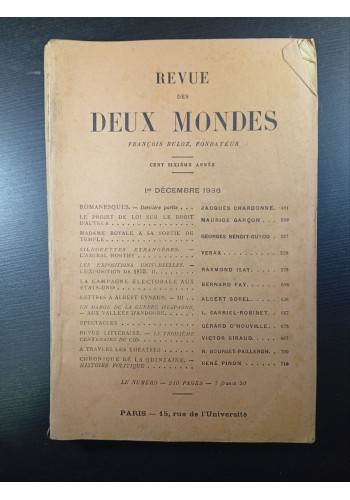 REVUE
DES
DEUX MONDES
FRANÇOIS BULOZ, FONDATEUR
CENT SIXIÈME ANNÉE
1er DÉCEMBRE 1936
ROMANESQUES. — Dernière partie . . . JACQUES CHARDONNE.
LE PROJET DE LOI SUR LE DROIT
D'AUTEUR . . . MAURICE GARÇON . . .
MADAME ROYALE A SA SORTIE DU
TEMPLE . . . GEORGES BENOIT-GUYOD . .
SILHOUETTES ÉTRANGÈRES. —
L'AMIRAL HORTHY . . . VERAX . . .
LES EXPOSITIONS UNIVERSELLES. —
L'EXPOSITION DE II. . . RAYMOND ISAY . . .
LA CAMPAGNE ÉLECTORALE AUX
ÉTATS-UNIS . . . BERNARD FAY . . .
LETTRES A ALBERT EYNAUD. — III . . . ALBERT SOREL . . .
EN MARGE DE LA GUERRE D'ESPAGNE.
— AUX VALLÉES D'ANDORRE . . . L. GABRIEL-ROBINET . .
SPECTACLES . . . GÉRARD D'HOUVILLE . .
REVUE LITTÉRAIRE. — LE TROISIÈME
CENTENAIRE DU CID . . . VICTOR GIRAUD . . .
A TRAVERS LES THÉATRES . . . R. BOURGET-PAILLERON. .
CHRONIQUE DE LA QUINZAINE. —
HISTOIRE POLITIQUE . . . RENÉ PINON . . .
LE NUMÉRO — 240 PAGES — 7 francs 50
PARIS — 15, rue de l'Université